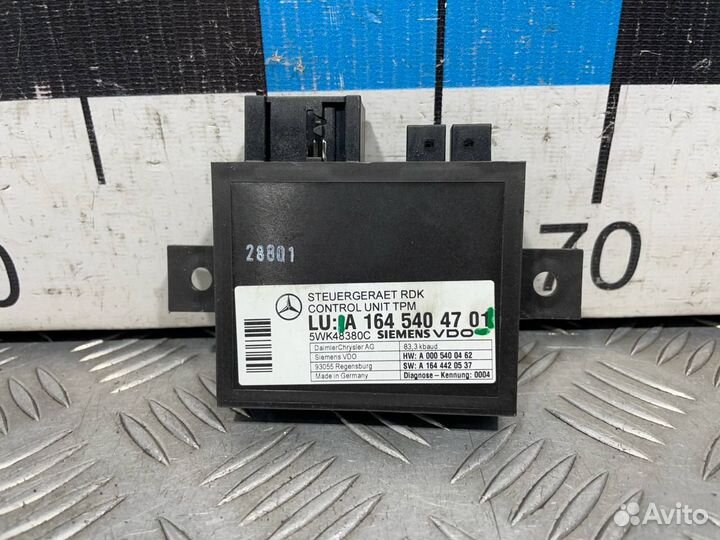 70
28801
STEUERGERAET RDK
CONTROL UNIT TPM
LU: A 164 540 47 01
5WK48380C SIEMENS VDO
DaimlerChrysler AG 83,3 kbaud
Siemens VDO HW: A 000 540 04 62
93055 Regensburg SW: A 164 442 05 37
Made in Germany Diagnose - Kennung: 0004
Avito